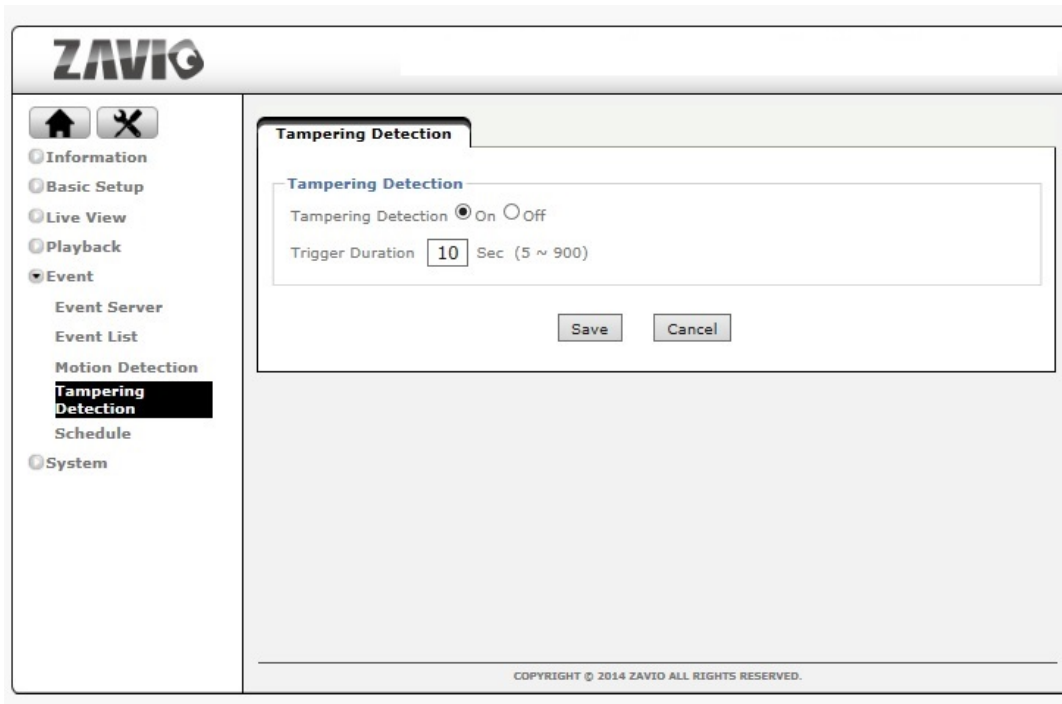 ZAVIO
Information
Basic Setup
Live View
Playback
Event
Event Server
Event List
Motion Detection
Tampering
Detection
Schedule
System
Tampering Detection
Tampering Detection
Tampering Detection On Off
Trigger Duration 10 Sec (5 ~ 900)
Save Cancel
COPYRIGHT © 2014 ZAVIO ALL RIGHTS RESERVED.